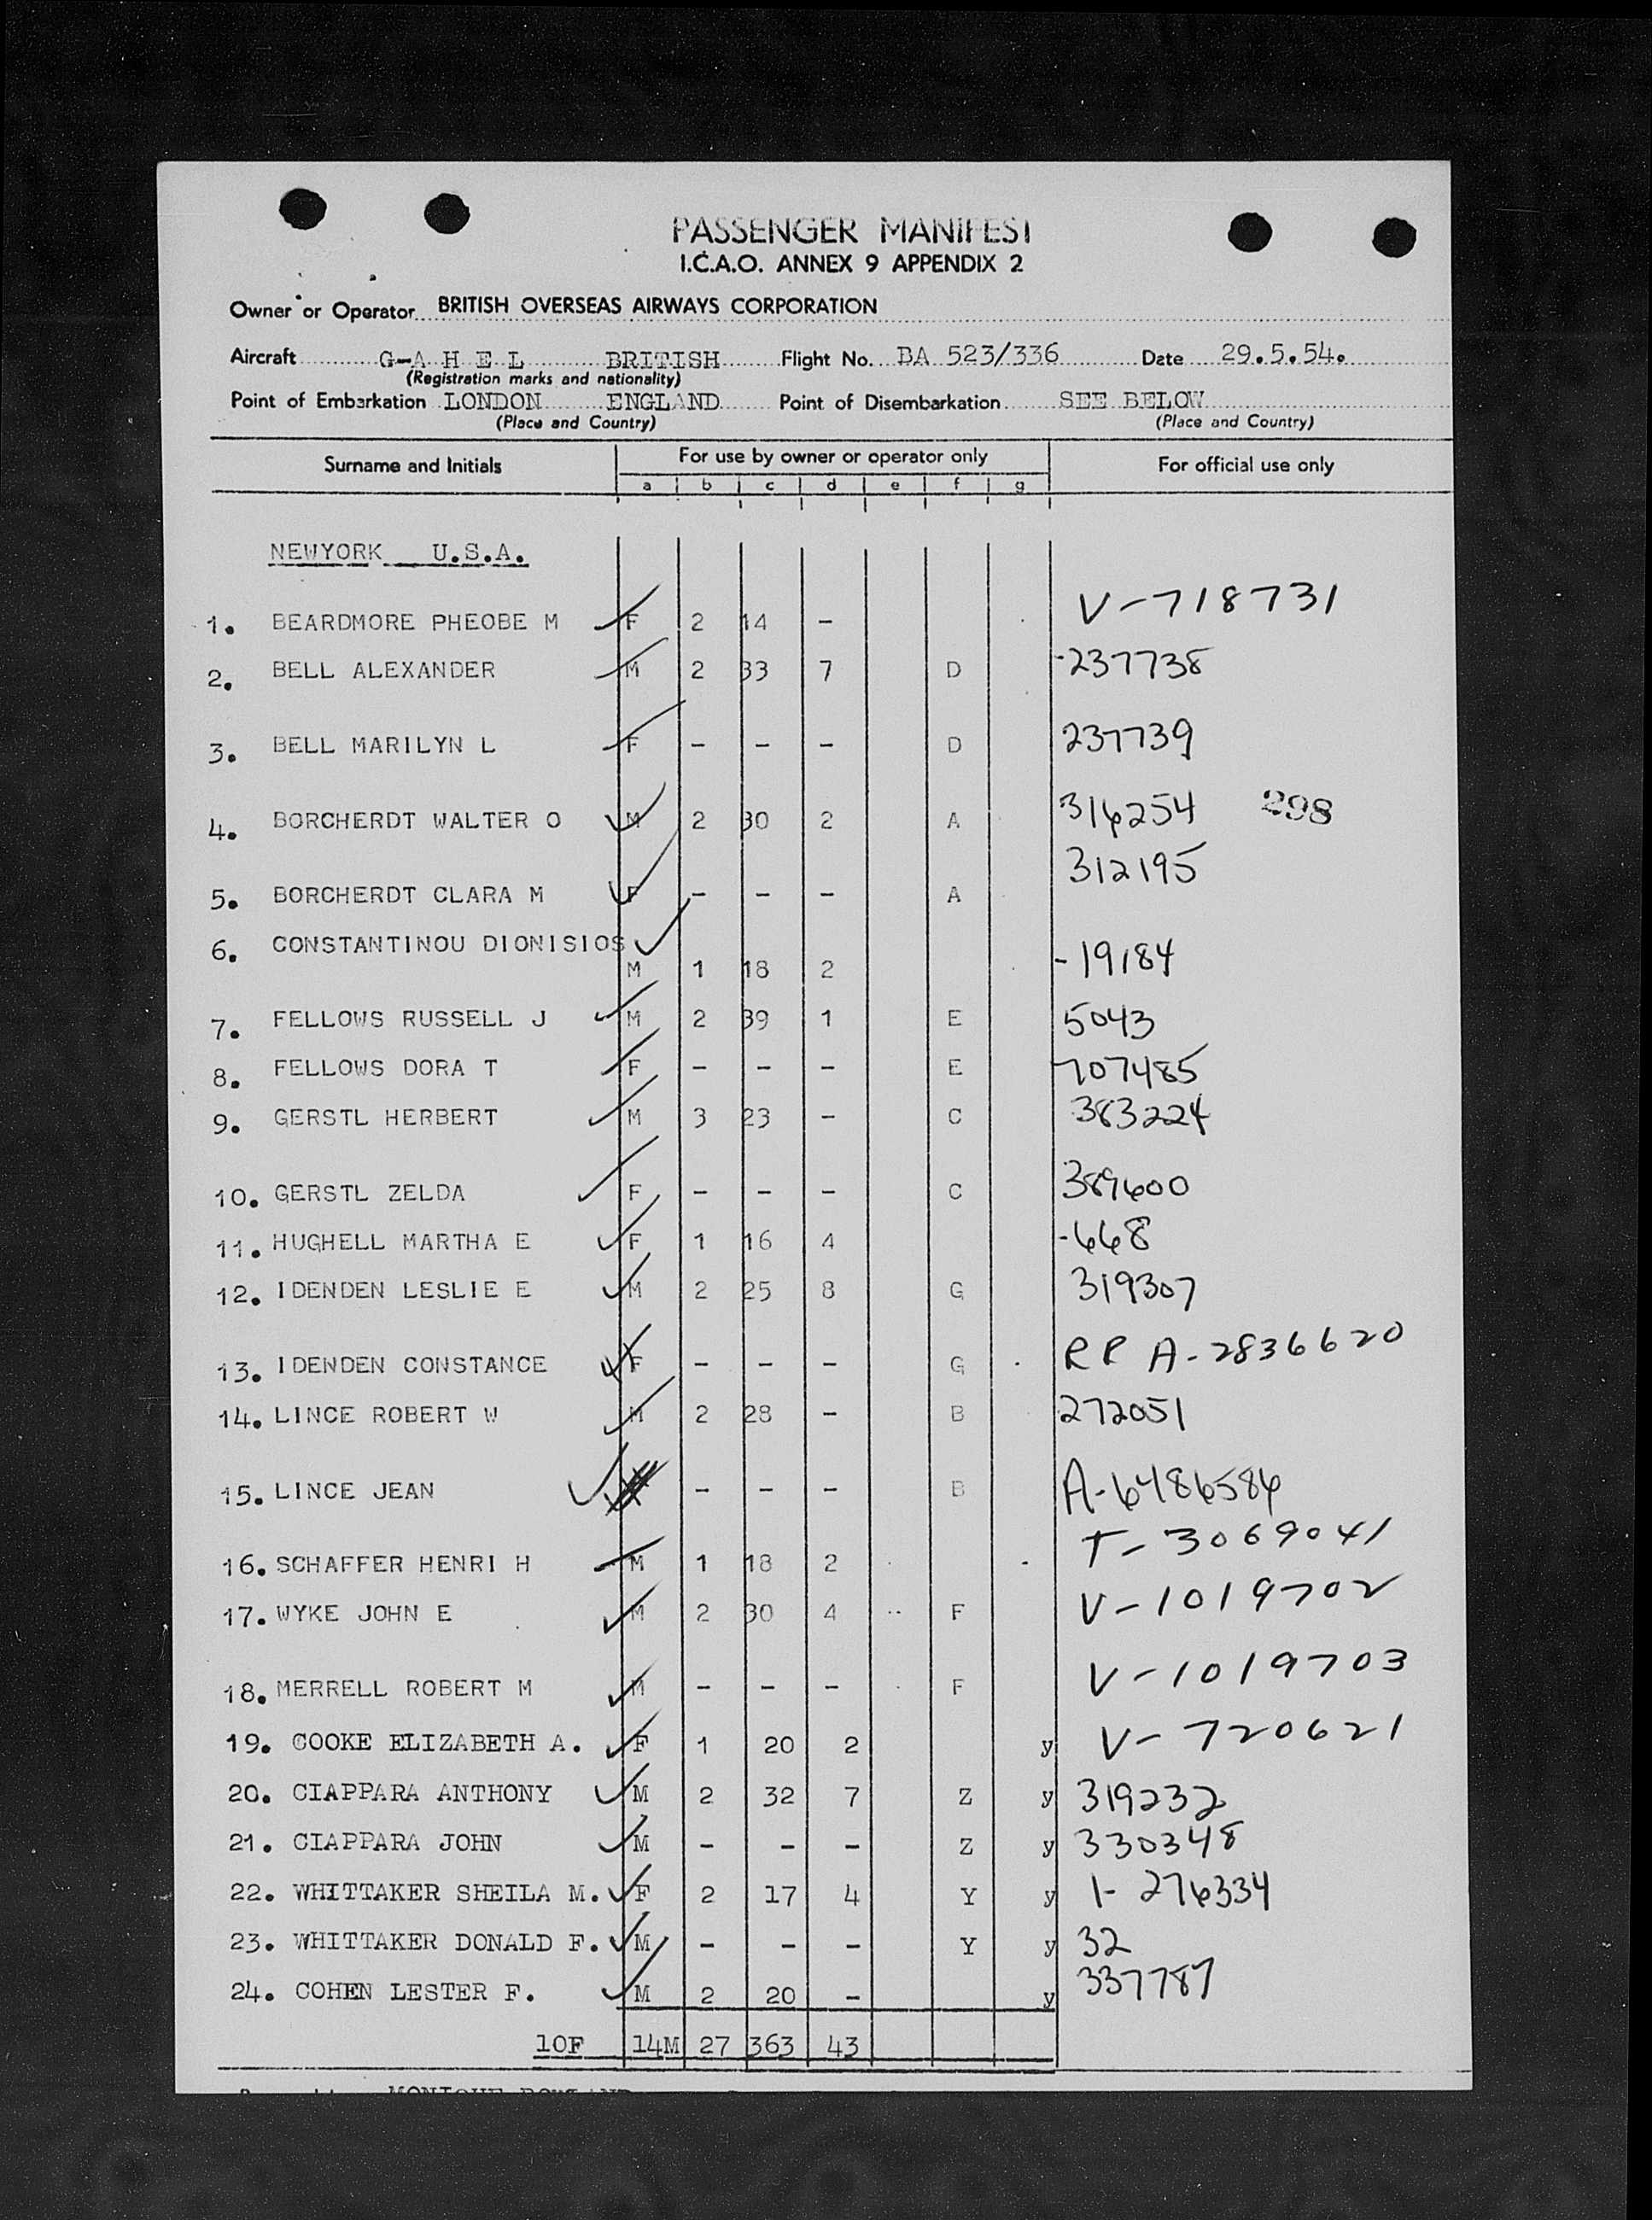 PASSENGER MANIFEST
I.C.A.O. ANNEX 9 APPENDIX 2
Owner or Operator BRITISH OVERSEAS AIRWAYS CORPORATION
Aircraft G-A H E L BRITISH Flight No. BA 523/336 Date 29.5.54.
(Registration marks and nationality)
Point of Embarkation LONDON ENGLAND Point of Disembarkation SEE BELOW
(Place and Country) (Place and Country)
Surname and Initials For use by owner or operator only For official use only
a b c d e f g
NEWYORK U.S.A.
1. BEARDMORE PHEOBE M F 2 14 - V-718731
2. BELL ALEXANDER M 2 33 7 D -237738
3. BELL MARILYN L F - - - D 237739
4. BORCHERDT WALTER O M 2 30 2 A 316254 298
5. BORCHERDT CLARA M F - - - A 312195
6. CONSTANTINOU DIONISIOS M 1 18 2 -19184
7. FELLOWS RUSSELL J M 2 39 1 E 5043
8. FELLOWS DORA T F - - - E 707485
9. GERSTL HERBERT M 3 23 - C 383224
10. GERSTL ZELDA F - - - C 389600
11. HUGHELL MARTHA E F 1 16 4 -668
12. IDENDEN LESLIE E M 2 25 8 G 319307
13. IDENDEN CONSTANCE F - - - G RP A-2836620
14. LINCE ROBERT W M 2 28 - B 272051
15. LINCE JEAN - - - B A-6486586
16. SCHAFFER HENRI H M 1 18 2 T-3069041
17. WYKE JOHN E M 2 30 4 F V-1019702
18. MERRELL ROBERT M M - - - F V-1019703
19. COOKE ELIZABETH A. F 1 20 2 y V-720621
20. CIAPPARA ANTHONY M 2 32 7 Z y 319232
21. CIAPPARA JOHN M - - - Z y 330348
22. WHITTAKER SHEILA M. F 2 17 4 Y y 1-276334
23. WHITTAKER DONALD F. M - - - Y y 32
24. COHEN LESTER F. M 2 20 - y 337787
10F 14M 27 363 43